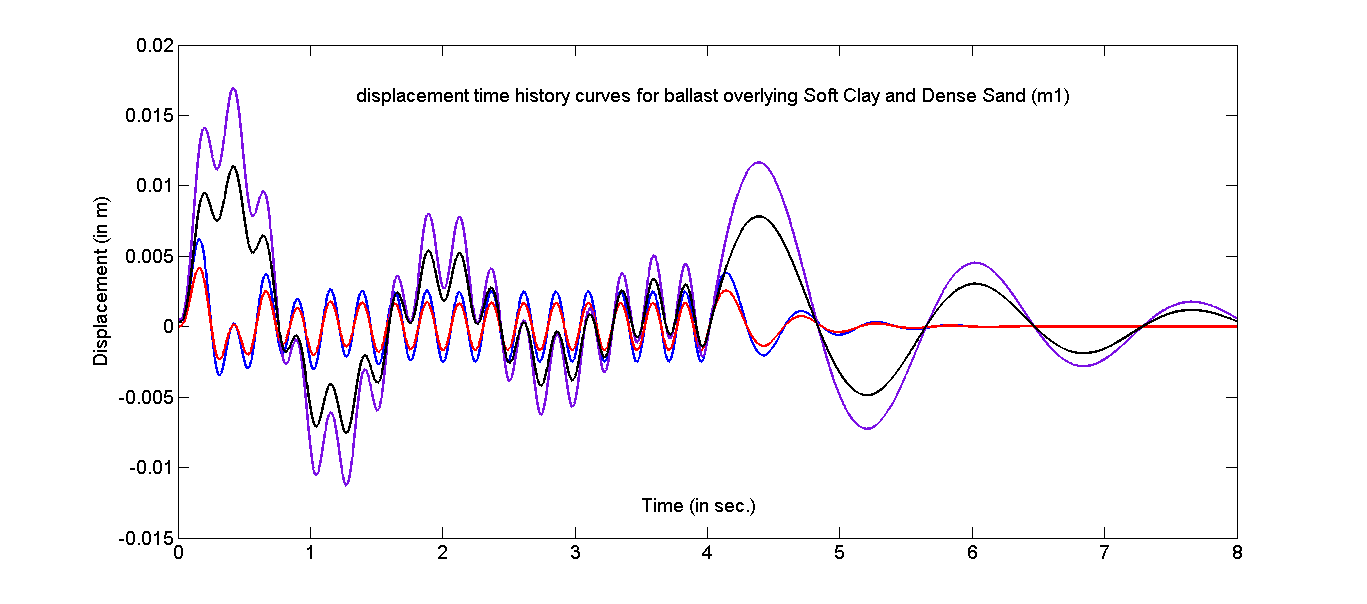 0.02
displacement time history curves for ballast overlying Soft Clay and Dense Sand (m1)
0.015
0.01
0.005
0
-0.005
-0.01
-0.015
Displacement (in m)
Time (in sec.)
0 1 2 3 4 5 6 7 8